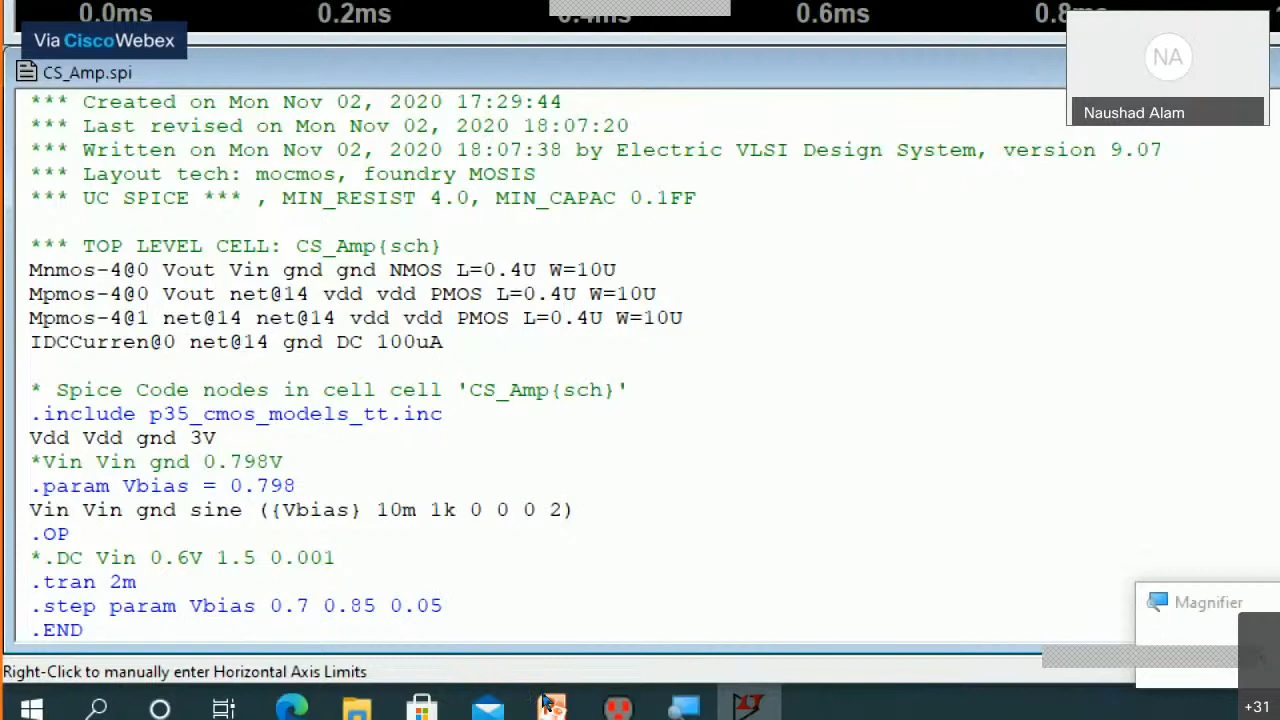 0.0ms 0.2ms 0.4ms 0.6ms 0.8ms
Via Cisco Webex
NA
Naushad Alam
CS_Amp.spi
*** Created on Mon Nov 02, 2020 17:29:44
*** Last revised on Mon Nov 02, 2020 18:07:20
*** Written on Mon Nov 02, 2020 18:07:38 by Electric VLSI Design System, version 9.07
*** Layout tech: mocmos, foundry MOSIS
*** UC SPICE *** , MIN_RESIST 4.0, MIN_CAPAC 0.1FF
*** TOP LEVEL CELL: CS_Amp{sch}
Mnmos-4@0 Vout Vin gnd gnd NMOS L=0.4U W=10U
Mpmos-4@0 Vout net@14 vdd vdd PMOS L=0.4U W=10U
Mpmos-4@1 net@14 net@14 vdd vdd PMOS L=0.4U W=10U
IDCCurren@0 net@14 gnd DC 100uA
* Spice Code nodes in cell cell 'CS_Amp{sch}'
.include p35_cmos_models_tt.inc
Vdd Vdd gnd 3V
*Vin Vin gnd 0.798V
.param Vbias = 0.798
Vin Vin gnd sine ({Vbias} 10m 1k 0 0 0 2)
.OP
*.DC Vin 0.6V 1.5 0.001
.tran 2m
.step param Vbias 0.7 0.85 0.05
.END
Magnifier
Right-Click to manually enter Horizontal Axis Limits
+31